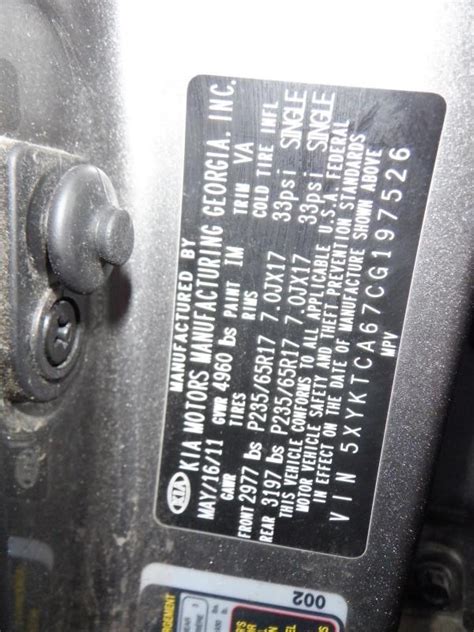 MANUFACTURED BY
KIA KIA MOTORS MANUFACTURING GEORGIA, INC.
MAY/16/11 GVWR 4960 lbs PAINT IM TRIM VA
GAWR TIRES RIMS COLD TIRE INFL
FRONT 2977 lbs P235/65R17 7.0JX17 33psi SINGLE
REAR 3197 lbs P235/65R17 7.0JX17 33psi SINGLE
THIS VEHICLE CONFORMS TO ALL APPLICABLE U.S.A. FEDERAL
MOTOR VEHICLE SAFETY AND THEFT PREVENTION STANDARDS
IN EFFECT ON THE DATE OF MANUFACTURE SHOWN ABOVE
VIN 5XYKTCA67CG197526
MPV
002